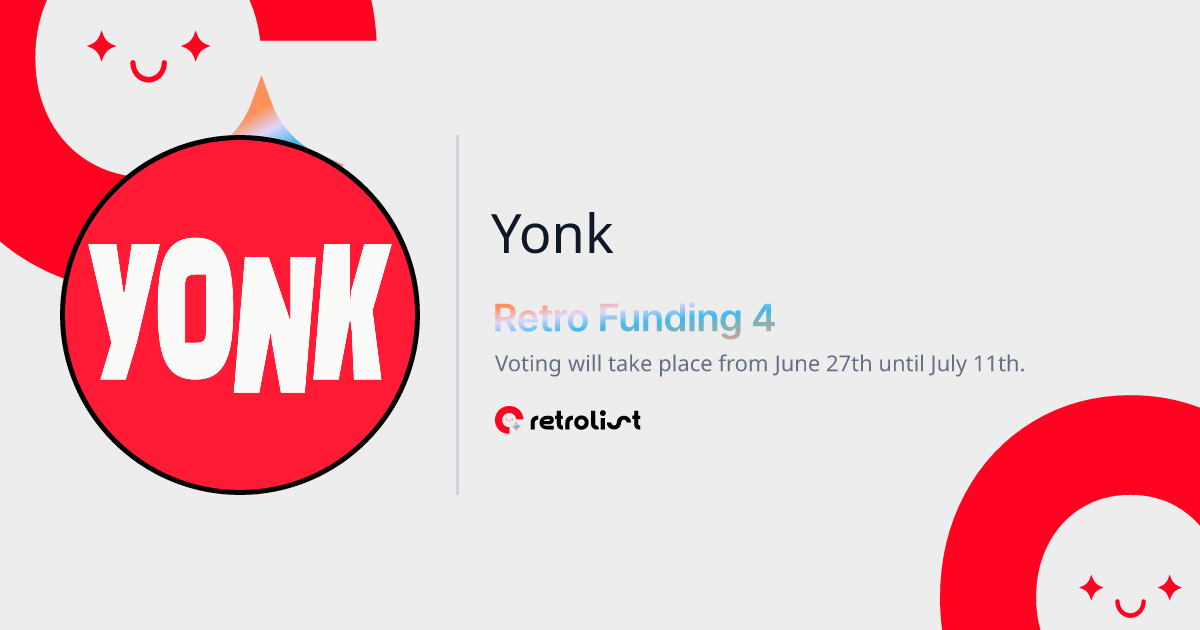 YONK
Yonk
Retro Funding 4
Voting will take place from June 27th until July 11th.
retrolist